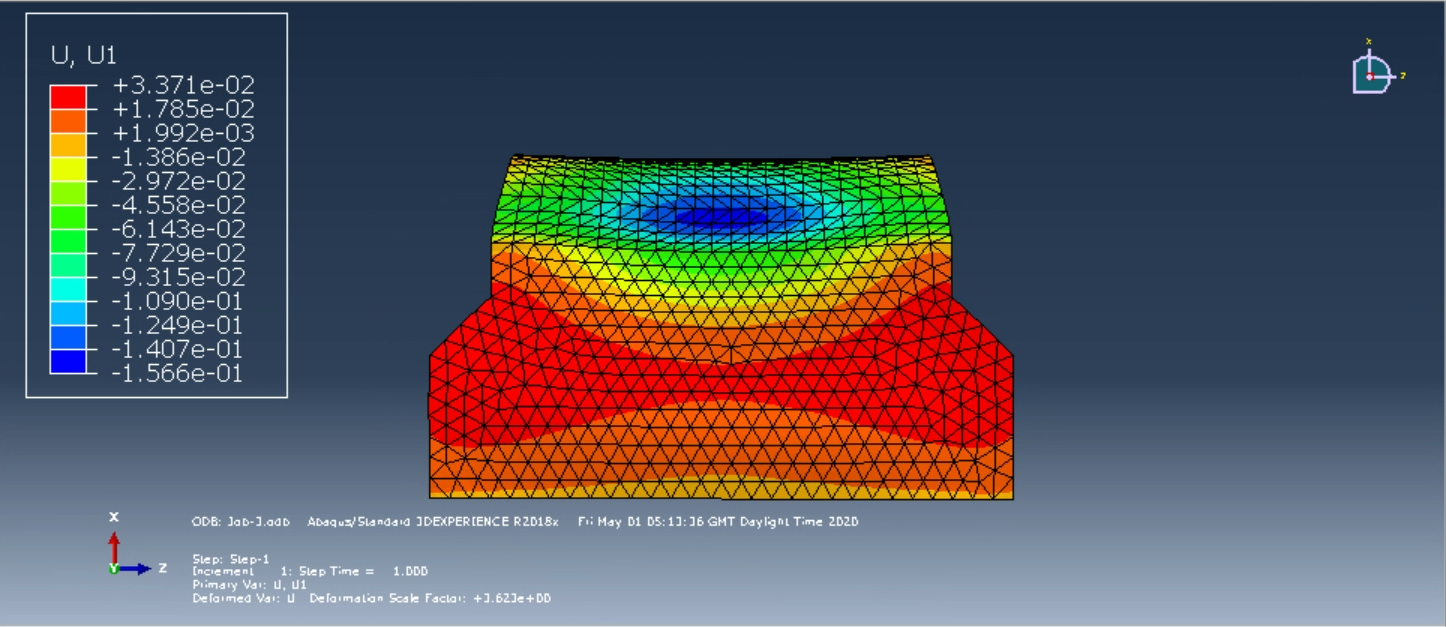 U, U1
+3.371e-02
+1.785e-02
+1.992e-03
-1.386e-02
-2.972e-02
-4.558e-02
-6.143e-02
-7.729e-02
-9.315e-02
-1.090e-01
-1.249e-01
-1.407e-01
-1.566e-01
X
Z
X
Y
Z
ODB: Job-3.odb Abaqus/Standard 3DEXPERIENCE R2018x Fri May 01 05:13:36 GMT Daylight Time 2020
Step: Step-1
Increment 1: Step Time = 1.000
Primary Var: U, U1
Deformed Var: U Deformation Scale Factor: +3.623e+00